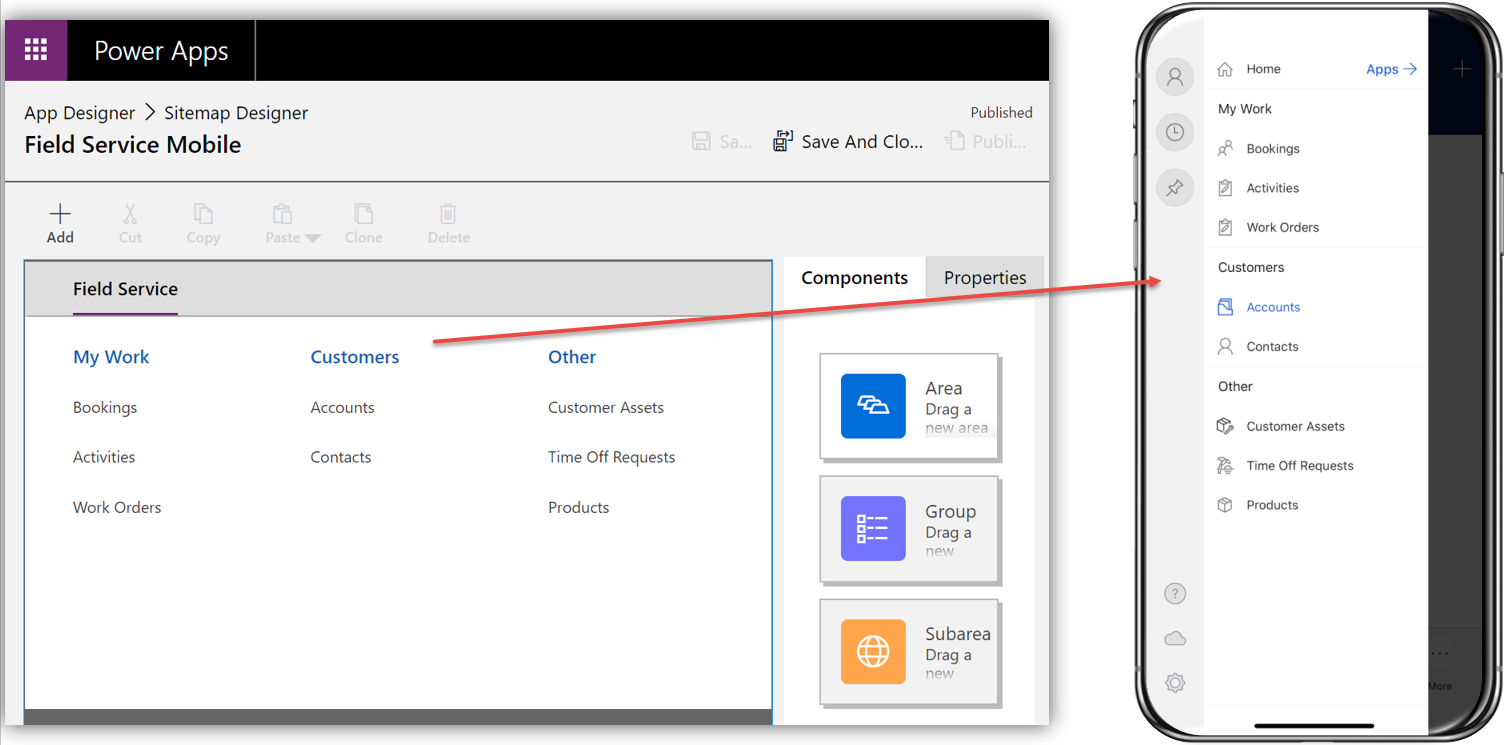 Power Apps
App Designer > Sitemap Designer
Published
Field Service Mobile
Sa...
Save And Clo...
Publi...
Add
Cut
Copy
Paste
Clone
Delete
Field Service
My Work
Customers
Other
Bookings
Accounts
Customer Assets
Activities
Contacts
Time Off Requests
Work Orders
Products
Components
Properties
Area
Drag a
new area
Group
Drag a
new
Subarea
Drag a
new
Home
Apps
My Work
Bookings
Activities
Work Orders
Customers
Accounts
Contacts
Other
Customer Assets
Time Off Requests
Products
?
More